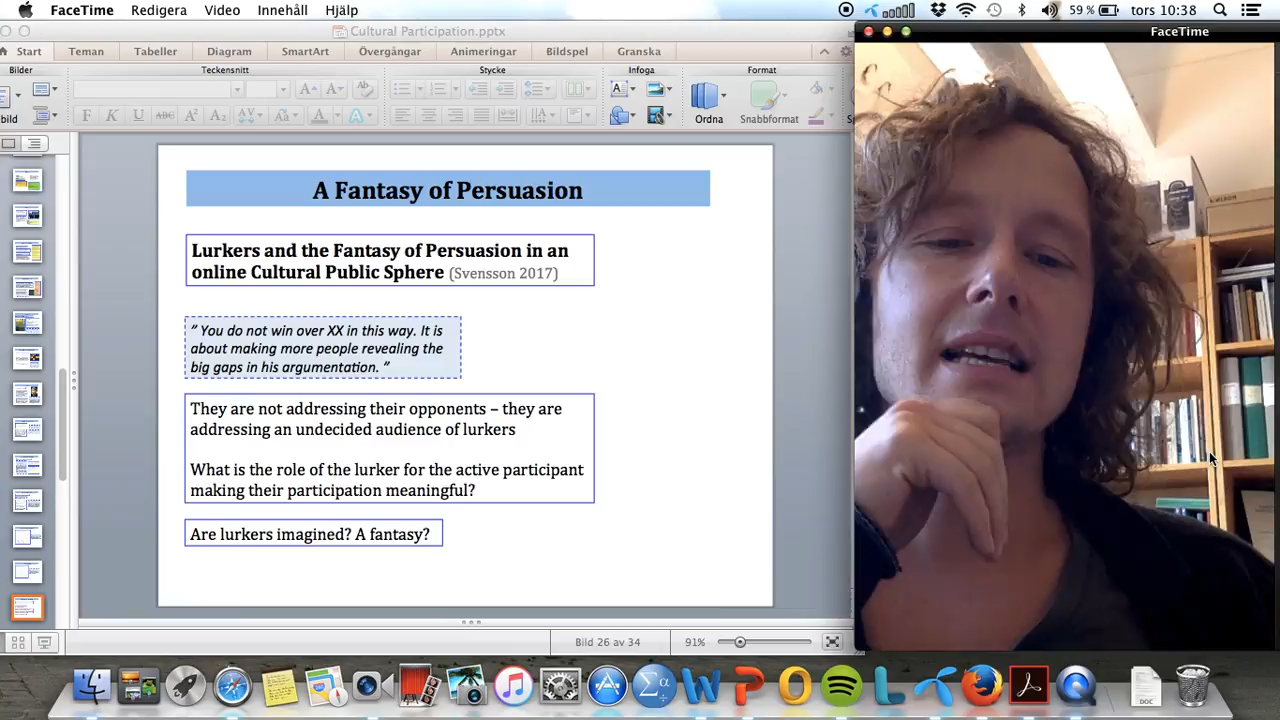 FaceTime Redigera Video Innehåll Hjälp 59 % tors 10:38
Cultural Participation.pptx
FaceTime
Start Teman Tabeller Diagram SmartArt Övergångar Animeringar Bildspel Granska
Bilder Teckensnitt Stycke Infoga Format
F K U
bild Ordna Snabbformat
A Fantasy of Persuasion
Lurkers and the Fantasy of Persuasion in an
online Cultural Public Sphere (Svensson 2017)
” You do not win over XX in this way. It is
about making more people revealing the
big gaps in his argumentation. ”
They are not addressing their opponents – they are
addressing an undecided audience of lurkers
What is the role of the lurker for the active participant
making their participation meaningful?
Are lurkers imagined? A fantasy?
Bild 26 av 34 91%
DOC